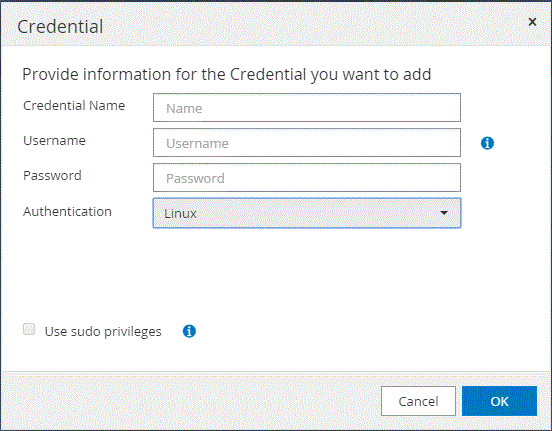 Credential ×
Provide information for the Credential you want to add
Credential Name Name
Username Username i
Password Password
Authentication Linux
Use sudo privileges i
Cancel OK